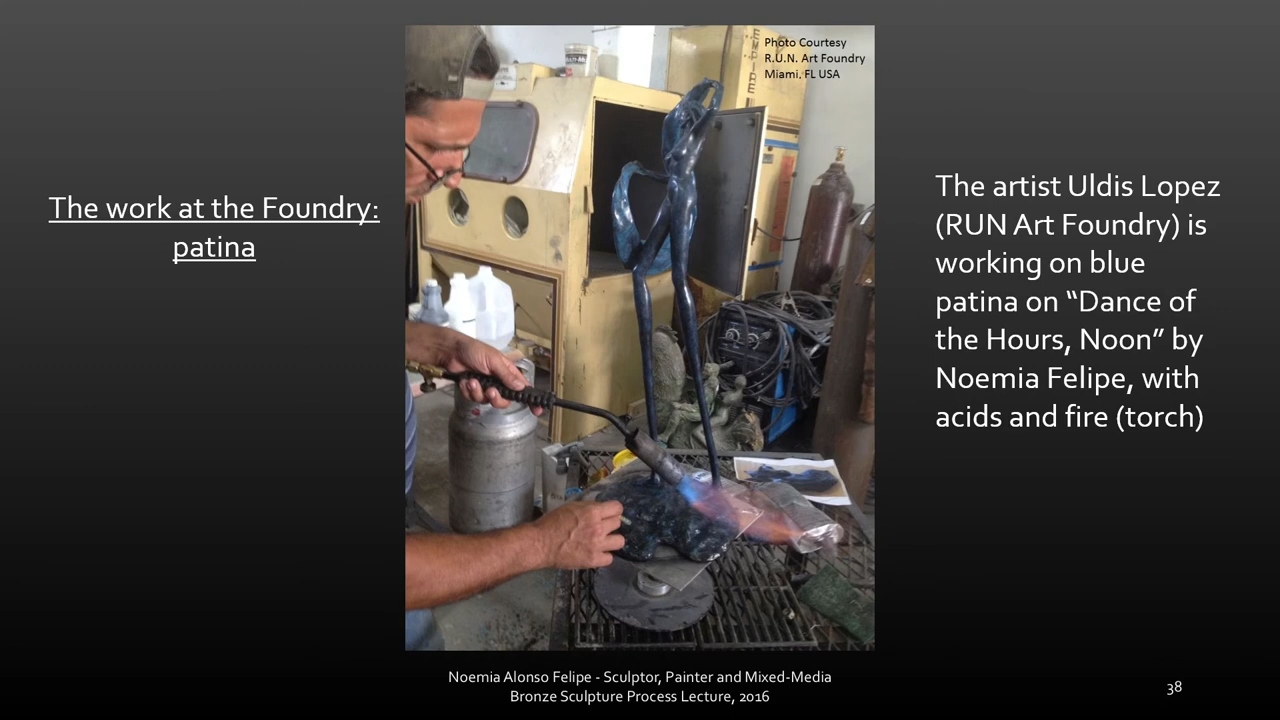 Photo Courtesy
R.U.N. Art Foundry
Miami, FL USA
The work at the Foundry:
patina
The artist Uldis Lopez
(RUN Art Foundry) is
working on blue
patina on “Dance of
the Hours, Noon” by
Noemia Felipe, with
acids and fire (torch)
Noemia Alonso Felipe - Sculptor, Painter and Mixed-Media
Bronze Sculpture Process Lecture, 2016
38